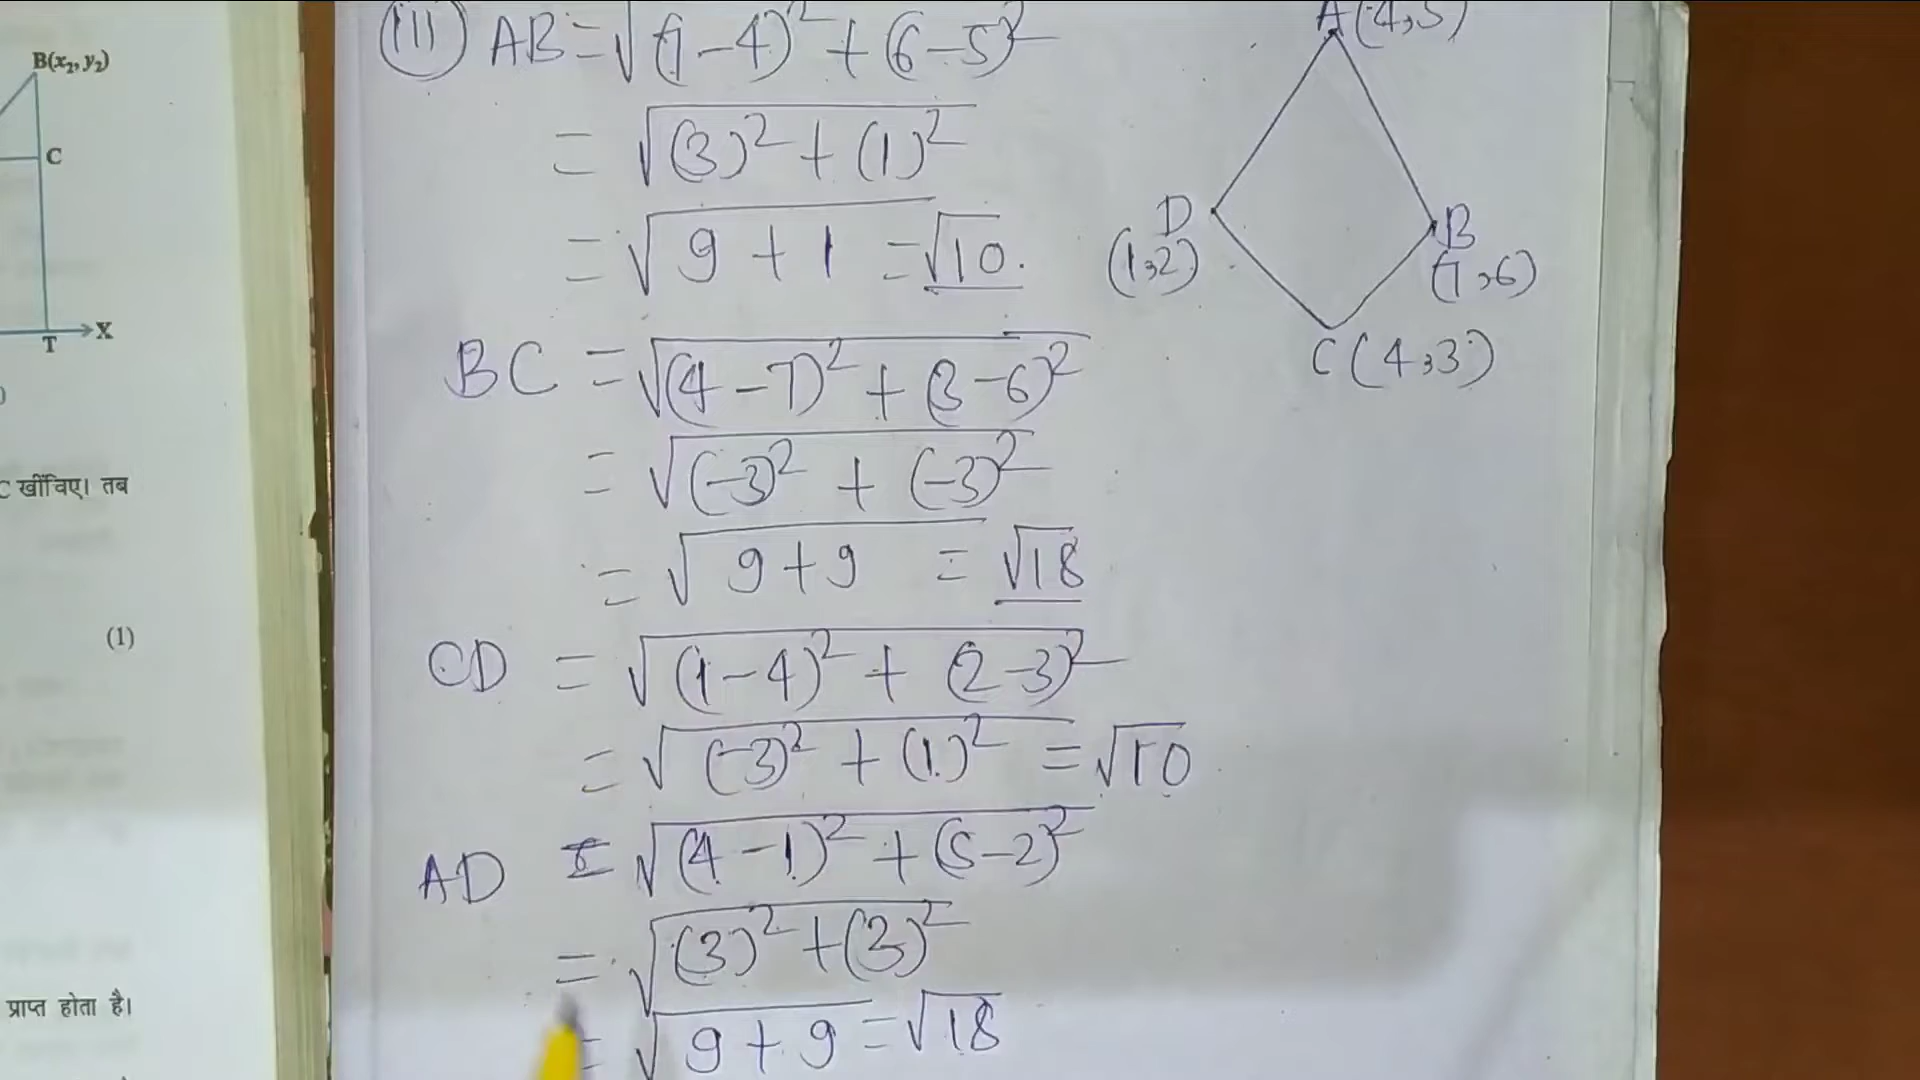 B(x₂, y₂)
C
T
X
C खींचिए। तब
(1)
प्राप्त होता है।
(iii) AB = √(7-4)² + (6-5)²
= √(3)² + (1)²
= √9 + 1 = √10.
BC = √(4-7)² + (3-6)²
= √(-3)² + (-3)²
= √9+9 = √18
CD = √(1-4)² + (2-3)²
= √(-3)² + (1)² = √10
AD = √(4-1)² + (5-2)²
= √(3)² + (3)²
= √9+9 = √18
A(4,5)
D
(1,2)
B
(7,6)
C(4,3)